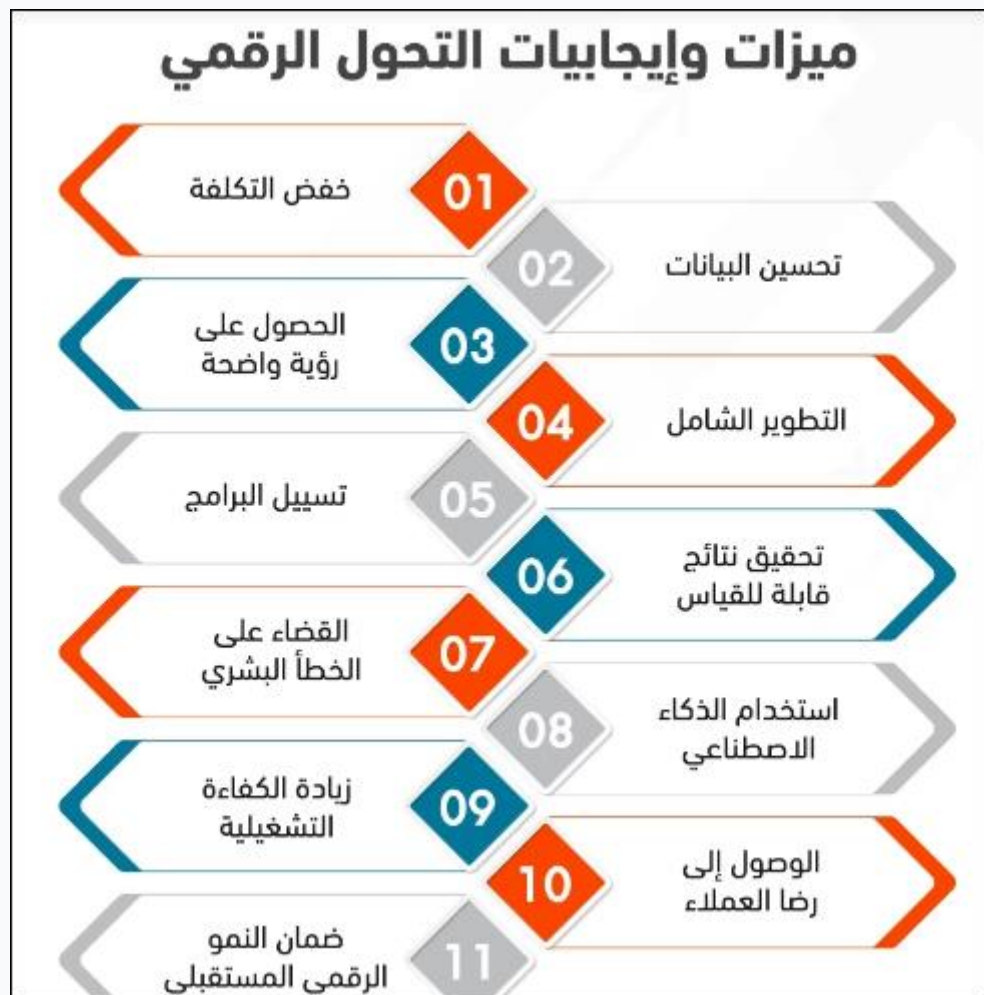 ميزات وإيجابيات التحول الرقمي
01
خفض التكلفة
02
تحسين البيانات
03
الحصول على
رؤية واضحة
04
التطوير الشامل
05
تسييل البرامج
06
تحقيق نتائج
قابلة للقياس
07
القضاء على
الخطأ البشري
08
استخدام الذكاء
الاصطناعي
09
زيادة الكفاءة
التشغيلية
10
الوصول إلى
رضا العملاء
11
ضمان النمو
الرقمي المستقبلي